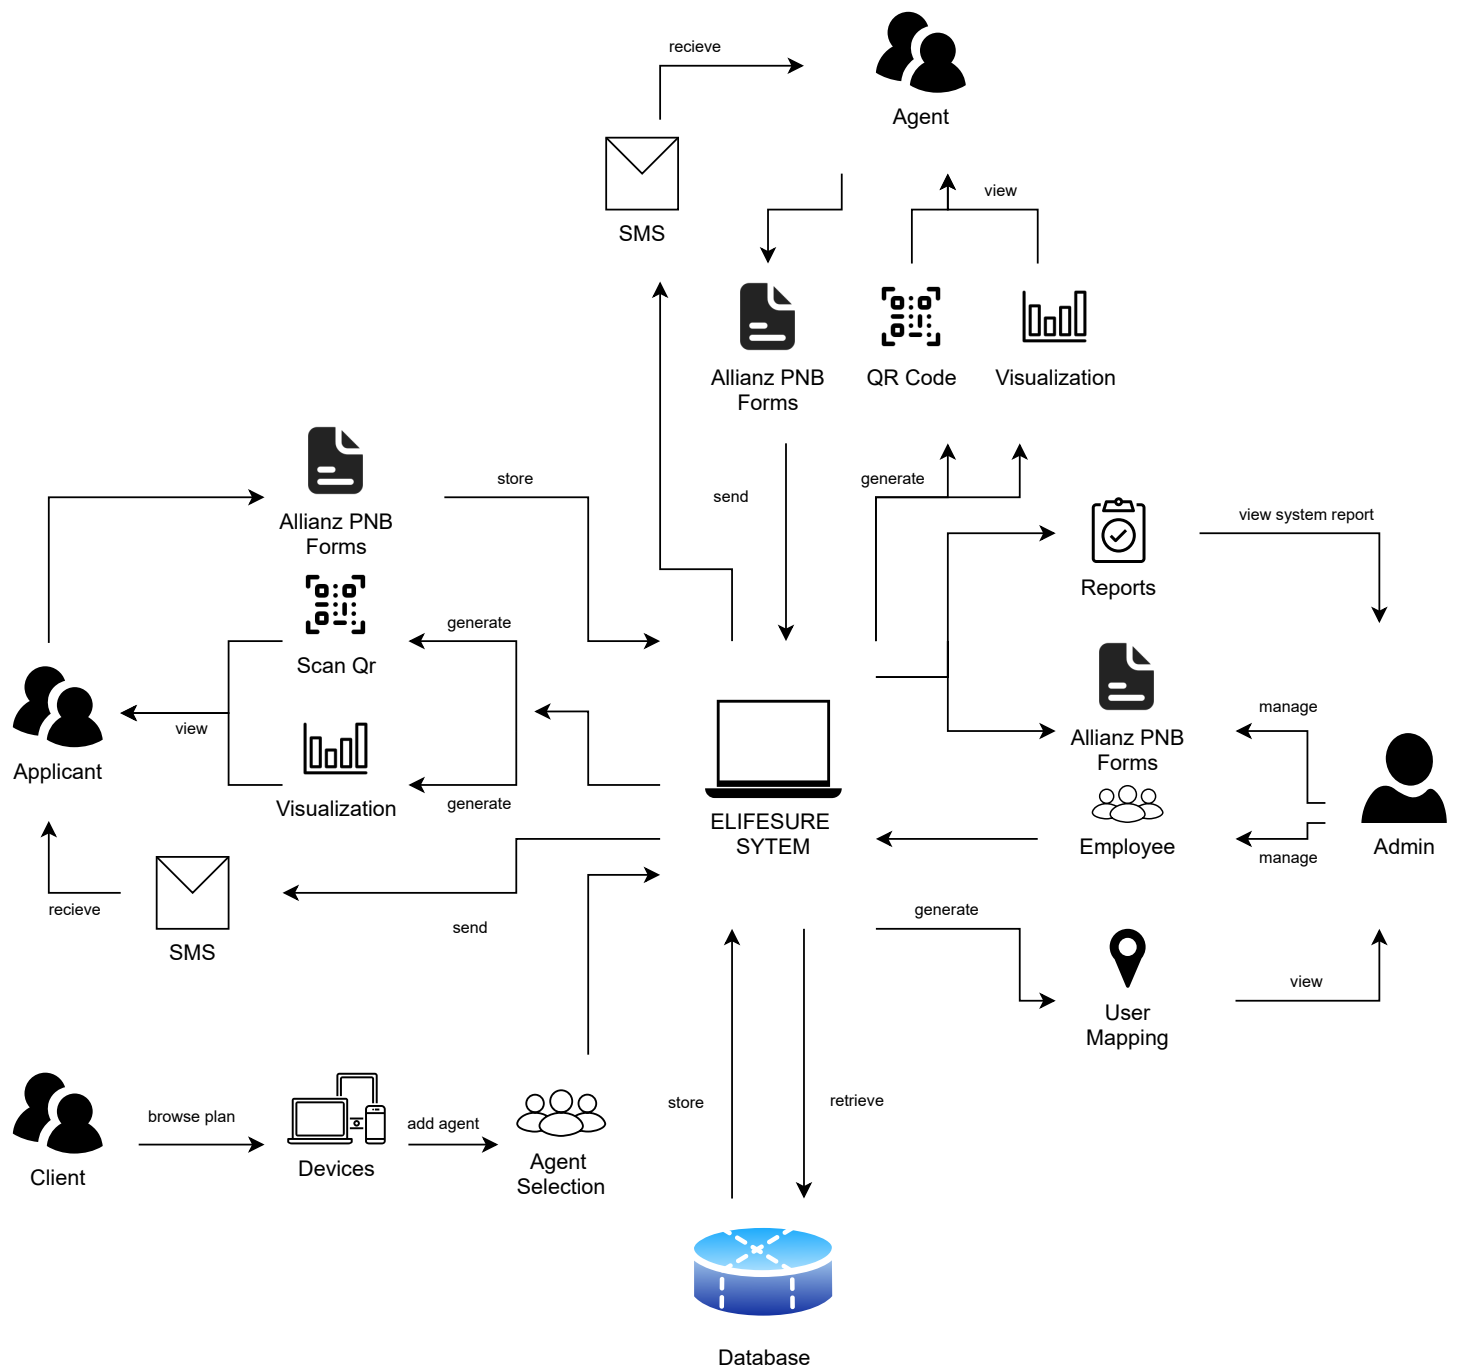 recieve
Agent
SMS
view
Allianz PNB
Forms
QR Code
Visualization
send
generate
Allianz PNB
Forms
store
view system report
Reports
Scan Qr
generate
view
Applicant
Visualization
generate
Allianz PNB
Forms
manage
ELIFESURE
SYTEM
Employee
manage
Admin
recieve
SMS
send
generate
User
Mapping
view
Client
browse plan
Devices
add agent
Agent
Selection
store
retrieve
Database